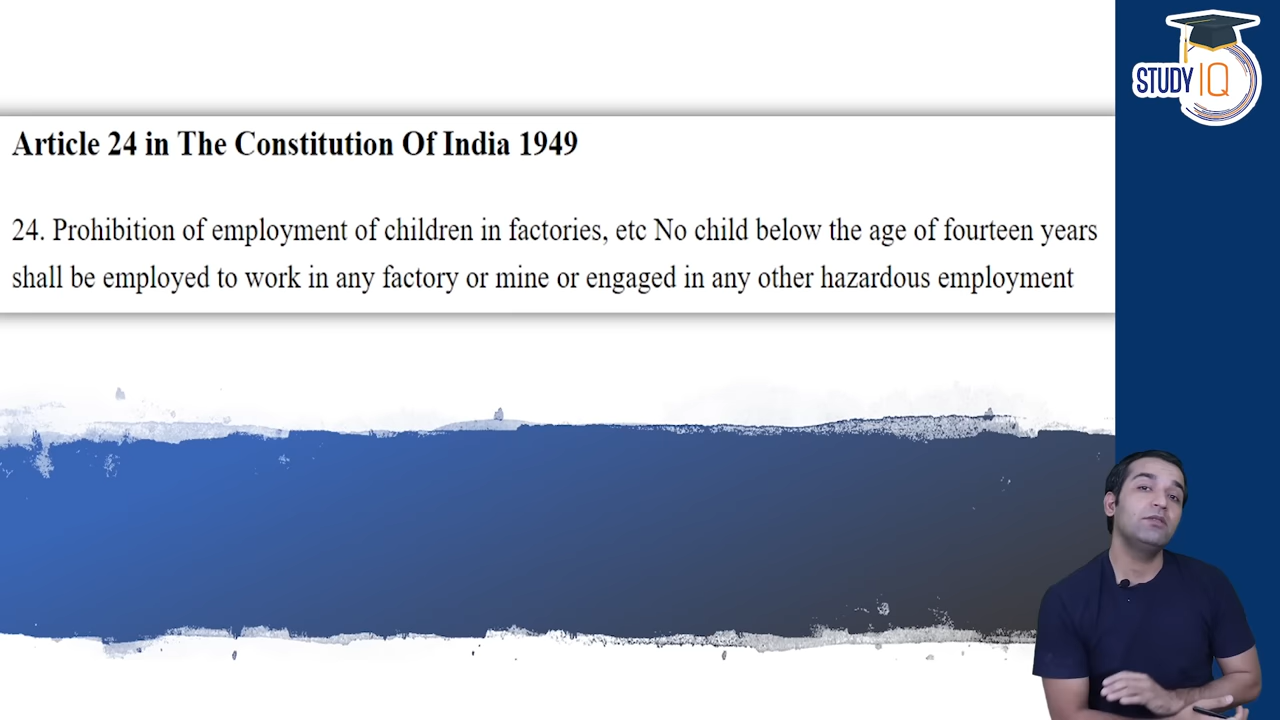 STUDY IQ
Article 24 in The Constitution Of India 1949
24. Prohibition of employment of children in factories, etc No child below the age of fourteen years
shall be employed to work in any factory or mine or engaged in any other hazardous employment